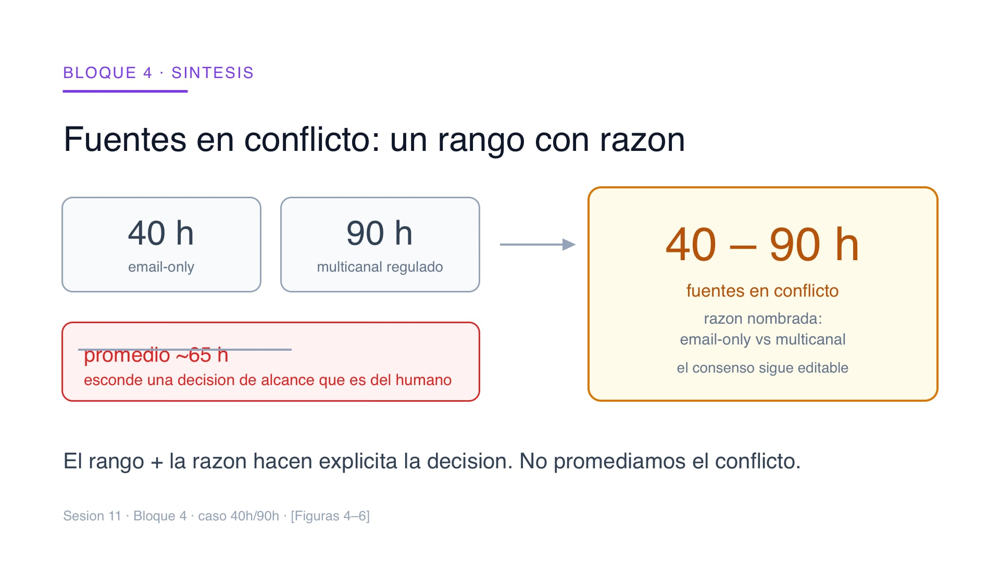 BLOQUE 4 · SINTESIS
Fuentes en conflicto: un rango con razon
40 h
email-only
90 h
multicanal regulado
promedio ~65 h
esconde una decision de alcance que es del humano
40 – 90 h
fuentes en conflicto
razon nombrada:
email-only vs multicanal
el consenso sigue editable
El rango + la razon hacen explicita la decision. No promediamos el conflicto.
Sesion 11 · Bloque 4 · caso 40h/90h · [Figuras 4–6]